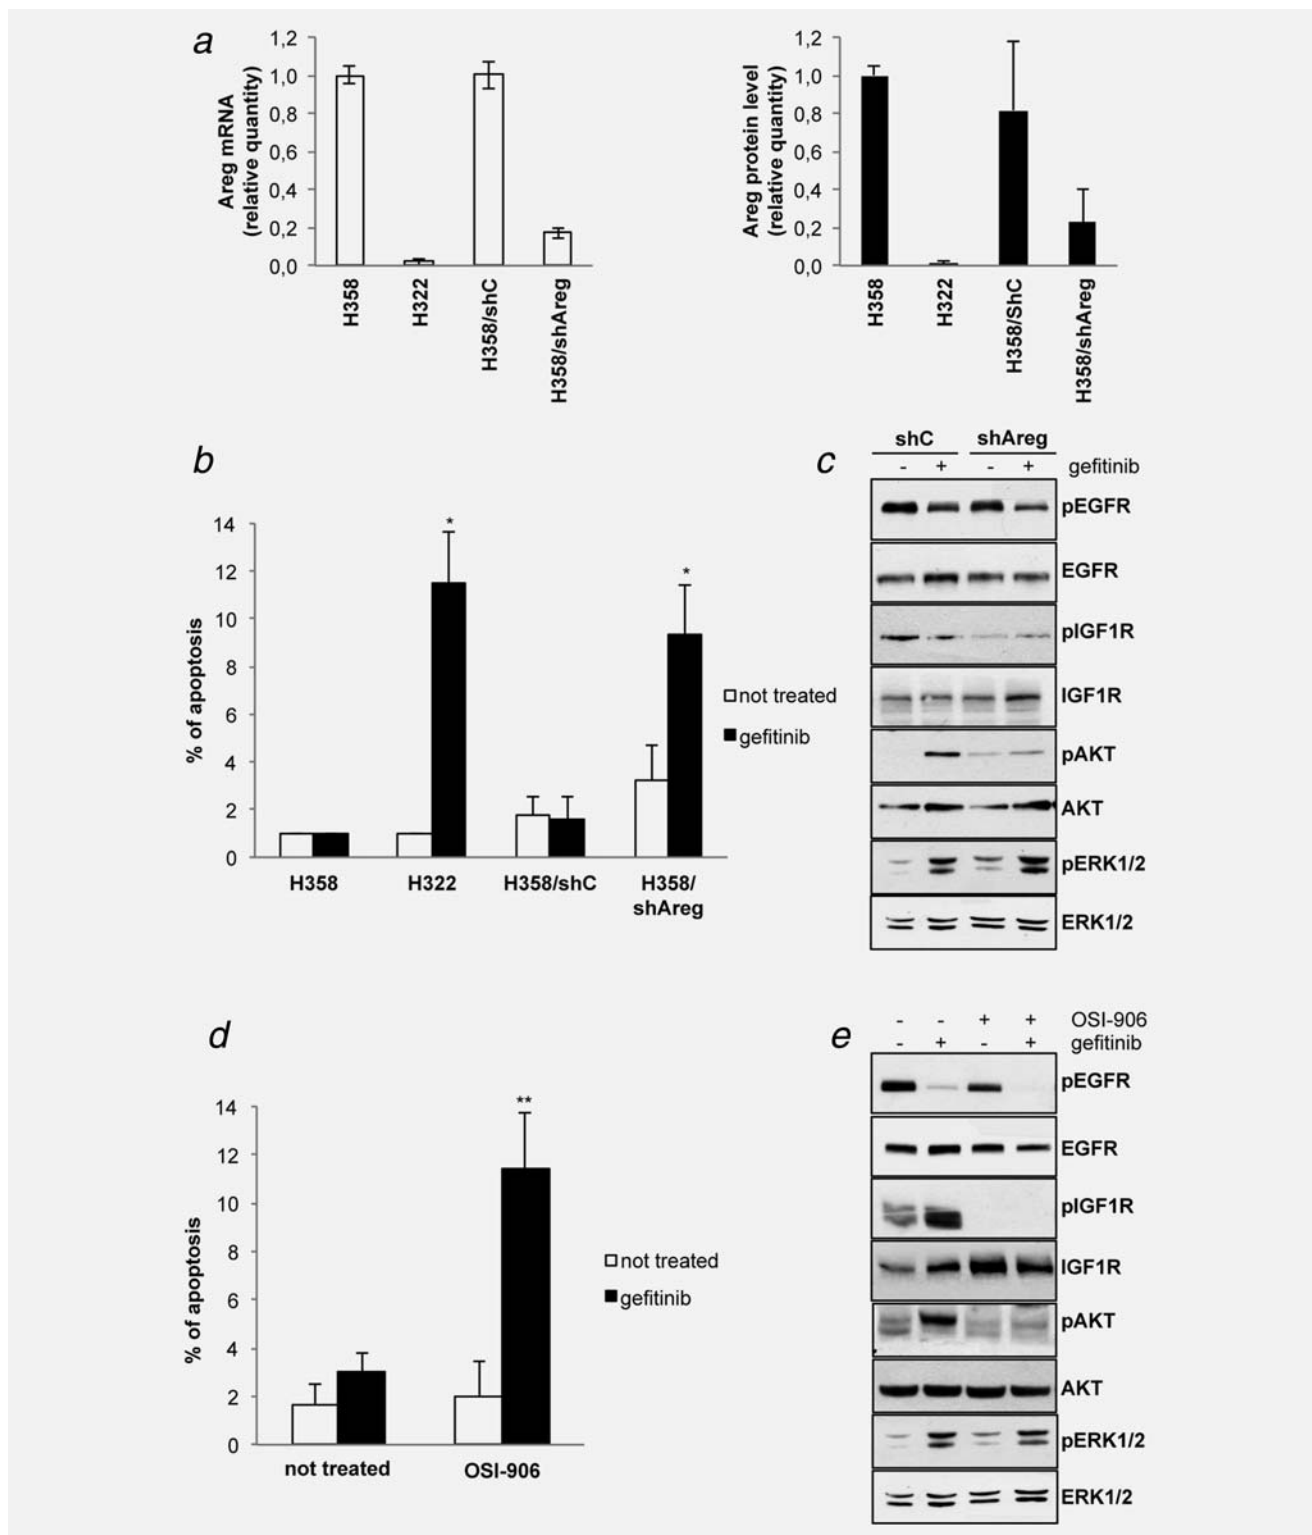 a
Areg mRNA
(relative quantity)
1,2
1,0
0,8
0,6
0,4
0,2
0,0
H358
H322
H358/shC
H358/shAreg
Areg protein level
(relative quantity)
1,2
1,0
0,8
0,6
0,4
0,2
0,0
H358
H322
H358/ShC
H358/shAreg
b
% of apoptosis
14
12
10
8
6
4
2
0
*
*
H358
H322
H358/shC
H358/
shAreg
not treated
gefitinib
c
shC shAreg
- + - + gefitinib
pEGFR
EGFR
pIGF1R
IGF1R
pAKT
AKT
pERK1/2
ERK1/2
d
% of apoptosis
14
12
10
8
6
4
2
0
**
not treated
OSI-906
not treated
gefitinib
e
- - + + OSI-906
- + - + gefitinib
pEGFR
EGFR
pIGF1R
IGF1R
pAKT
AKT
pERK1/2
ERK1/2